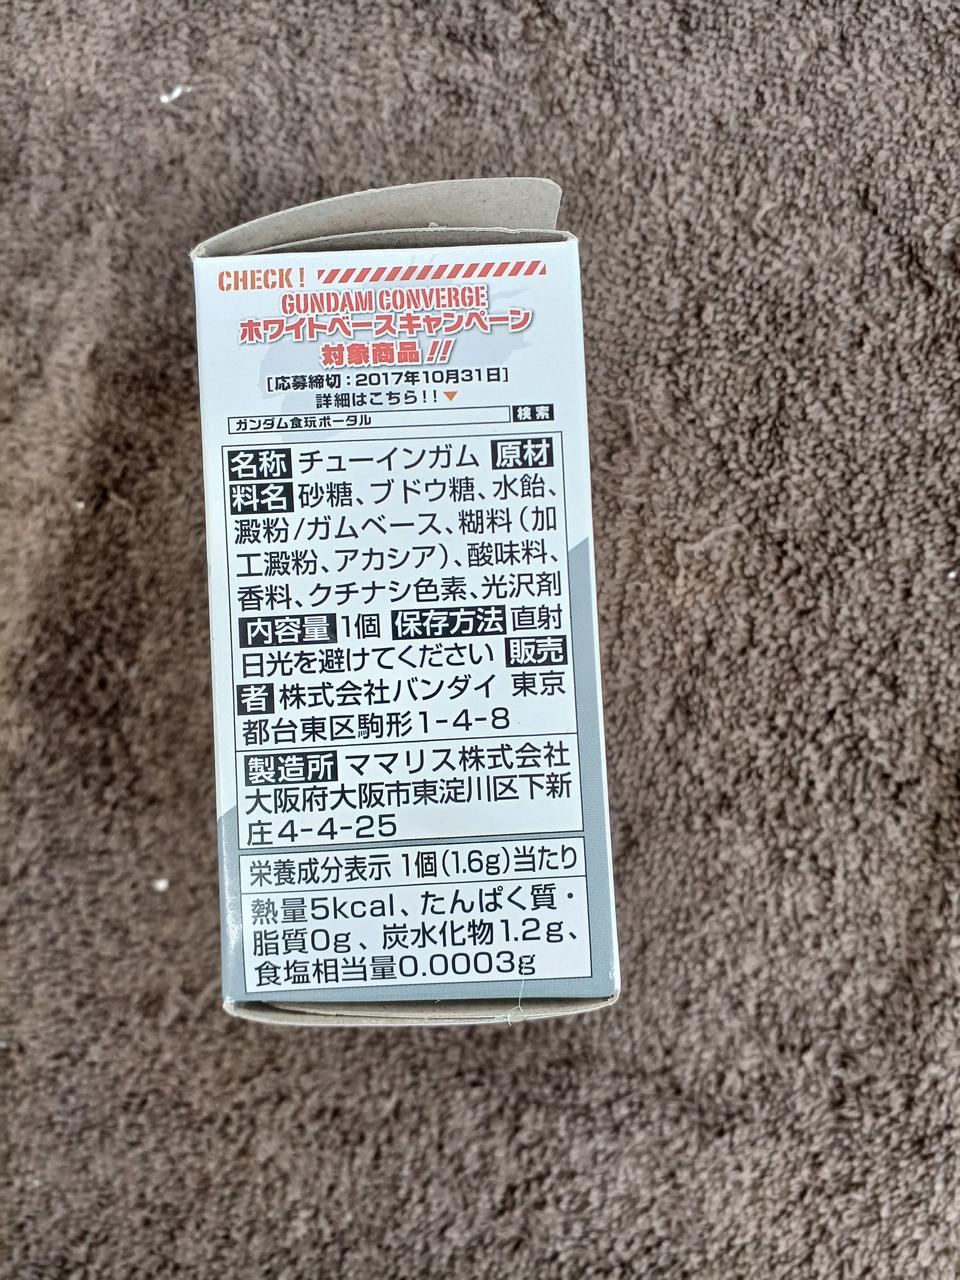 CHECK!
GUNDAM CONVERGE
ホワイトベースキャンペーン
対象商品!!
[応募締切:2017年10月31日]
詳細はこちら!!▼
ガンダム食玩ポータル 検索
名称 チューインガム 原材
料名 砂糖、ブドウ糖、水飴、
澱粉/ガムベース、糊料(加
工澱粉、アカシア)、酸味料、
香料、クチナシ色素、光沢剤
内容量 1個 保存方法 直射
日光を避けてください 販売
者 株式会社バンダイ 東京
都台東区駒形1-4-8
製造所 ママリス株式会社
大阪府大阪市東淀川区下新
庄4-4-25
栄養成分表示 1個(1.6g)当たり
熱量5kcal、たんぱく質・
脂質0g、炭水化物1.2g、
食塩相当量0.0003g